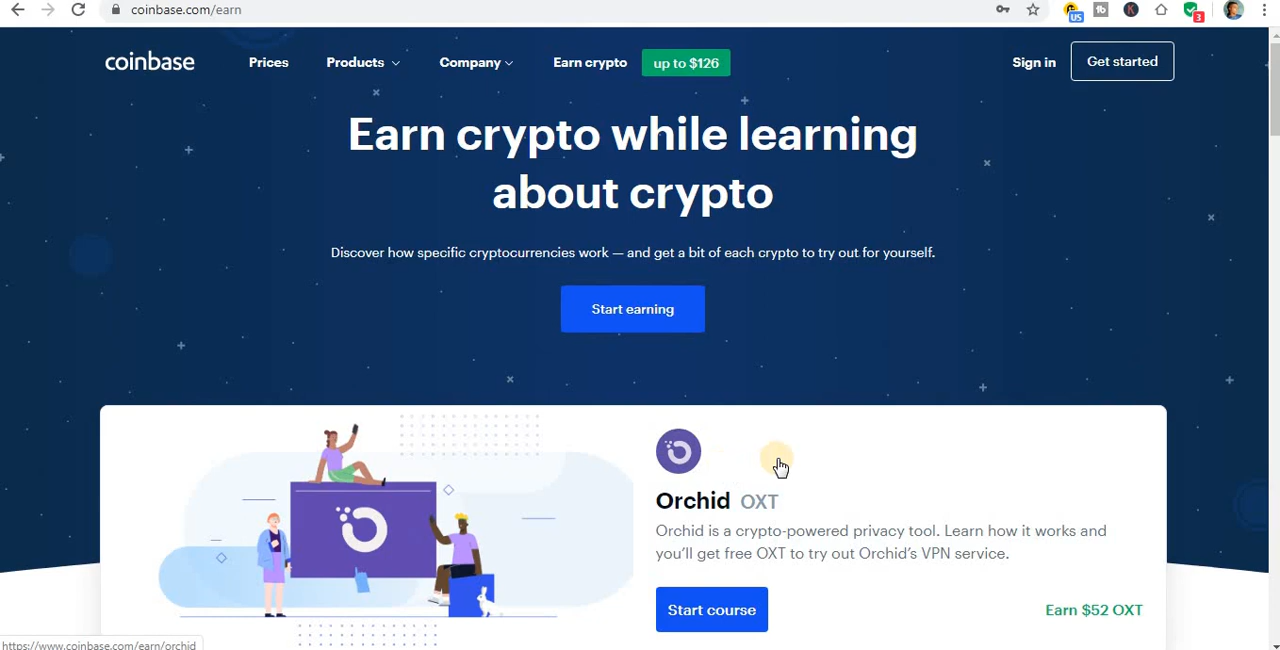 coinbase.com/earn
US
K
3
coinbase
Prices
Products
Company
Earn crypto
up to $126
Sign in
Get started
Earn crypto while learning
about crypto
Discover how specific cryptocurrencies work — and get a bit of each crypto to try out for yourself.
Start earning
Orchid OXT
Orchid is a crypto-powered privacy tool. Learn how it works and
you'll get free OXT to try out Orchid's VPN service.
Start course
Earn $52 OXT
https://www.coinbase.com/earn/orchid